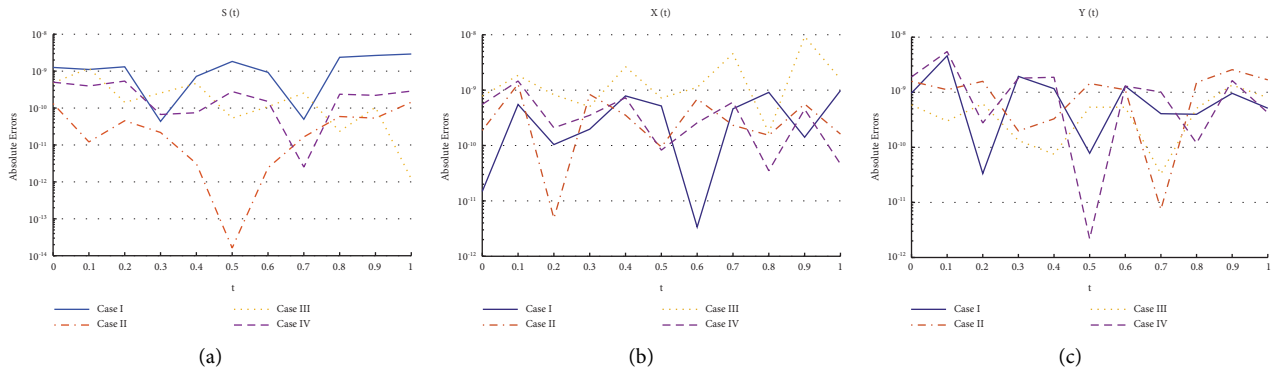 S (t)
10⁻⁸
10⁻⁹
10⁻¹⁰
10⁻¹¹
10⁻¹²
10⁻¹³
10⁻¹⁴
Absolute Errors
0 0.1 0.2 0.3 0.4 0.5 0.6 0.7 0.8 0.9 1
t
Case I
Case II
Case III
Case IV
(a)
X (t)
10⁻⁸
10⁻⁹
10⁻¹⁰
10⁻¹¹
10⁻¹²
Absolute Errors
0 0.1 0.2 0.3 0.4 0.5 0.6 0.7 0.8 0.9 1
t
Case I
Case II
Case III
Case IV
(b)
Y (t)
10⁻⁸
10⁻⁹
10⁻¹⁰
10⁻¹¹
10⁻¹²
Absolute Errors
0 0.1 0.2 0.3 0.4 0.5 0.6 0.7 0.8 0.9 1
t
Case I
Case II
Case III
Case IV
(c)